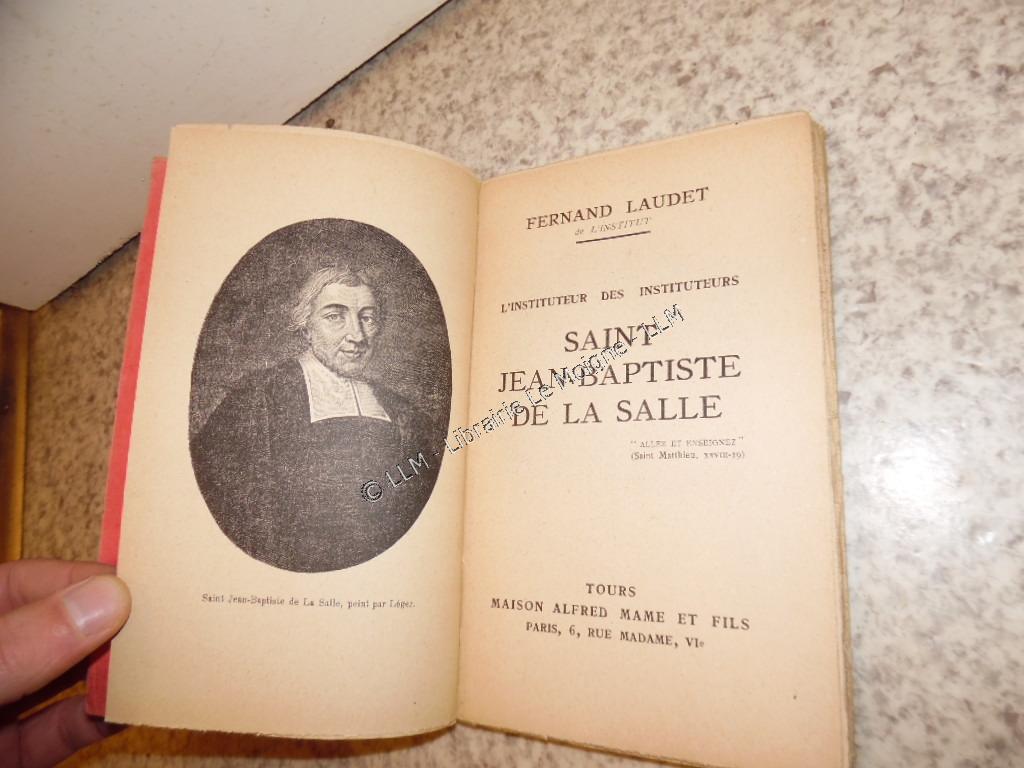 Saint Jean-Baptiste de La Salle, peint par Léger.
FERNAND LAUDET
de L'INSTITUT
L'INSTITUTEUR DES INSTITUTEURS
SAINT
JEAN-BAPTISTE
DE LA SALLE
" ALLEZ ET ENSEIGNEZ "
(Saint Matthieu, XXVIII-19)
TOURS
MAISON ALFRED MAME ET FILS
PARIS, 6, RUE MADAME, VIe
© LLM - Librairie Le Moigne - LLM